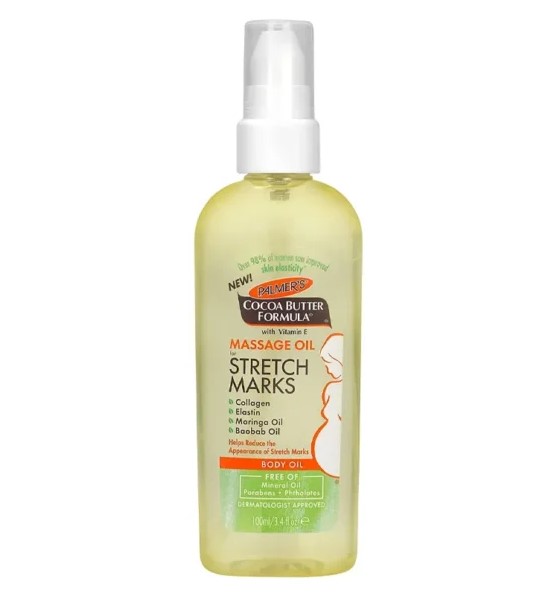 Over 98% of women saw improved
skin elasticity*
NEW!
PALMER'S
COCOA BUTTER
FORMULA®
with Vitamin E
MASSAGE OIL
for
STRETCH
MARKS
Collagen
Elastin
Moringa Oil
Baobab Oil
Helps Reduce the
Appearance of Stretch Marks
BODY OIL
FREE OF
Mineral Oil
Parabens • Phthalates
DERMATOLOGIST APPROVED
100ml/3.4 fl.oz. ℮